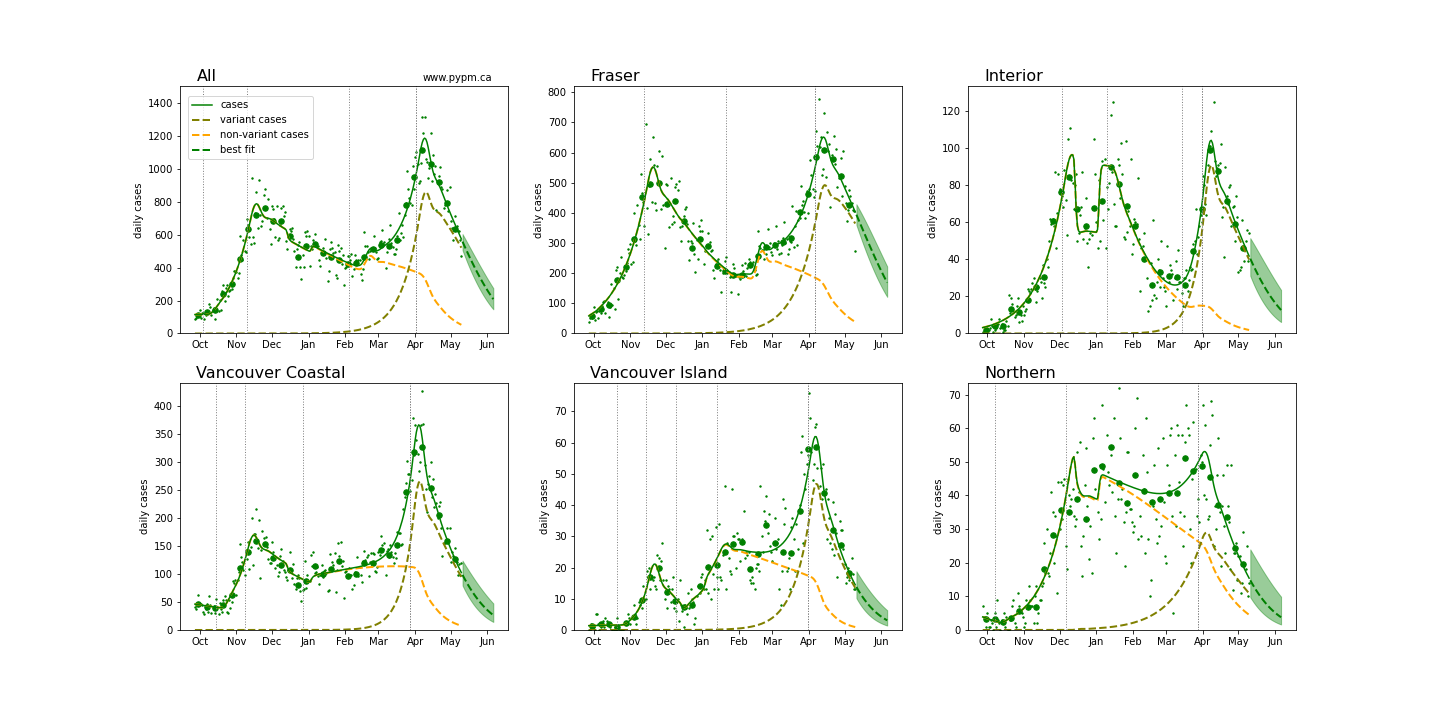 All
www.pypm.ca
Fraser
Interior
1400
1200
1000
800
600
400
200
0
daily cases
cases
variant cases
non-variant cases
best fit
Oct Nov Dec Jan Feb Mar Apr May Jun
800
700
600
500
400
300
200
100
0
daily cases
Oct Nov Dec Jan Feb Mar Apr May Jun
120
100
80
60
40
20
0
daily cases
Oct Nov Dec Jan Feb Mar Apr May Jun
Vancouver Coastal
Vancouver Island
Northern
400
350
300
250
200
150
100
50
0
daily cases
Oct Nov Dec Jan Feb Mar Apr May Jun
70
60
50
40
30
20
10
0
daily cases
Oct Nov Dec Jan Feb Mar Apr May Jun
70
60
50
40
30
20
10
0
daily cases
Oct Nov Dec Jan Feb Mar Apr May Jun